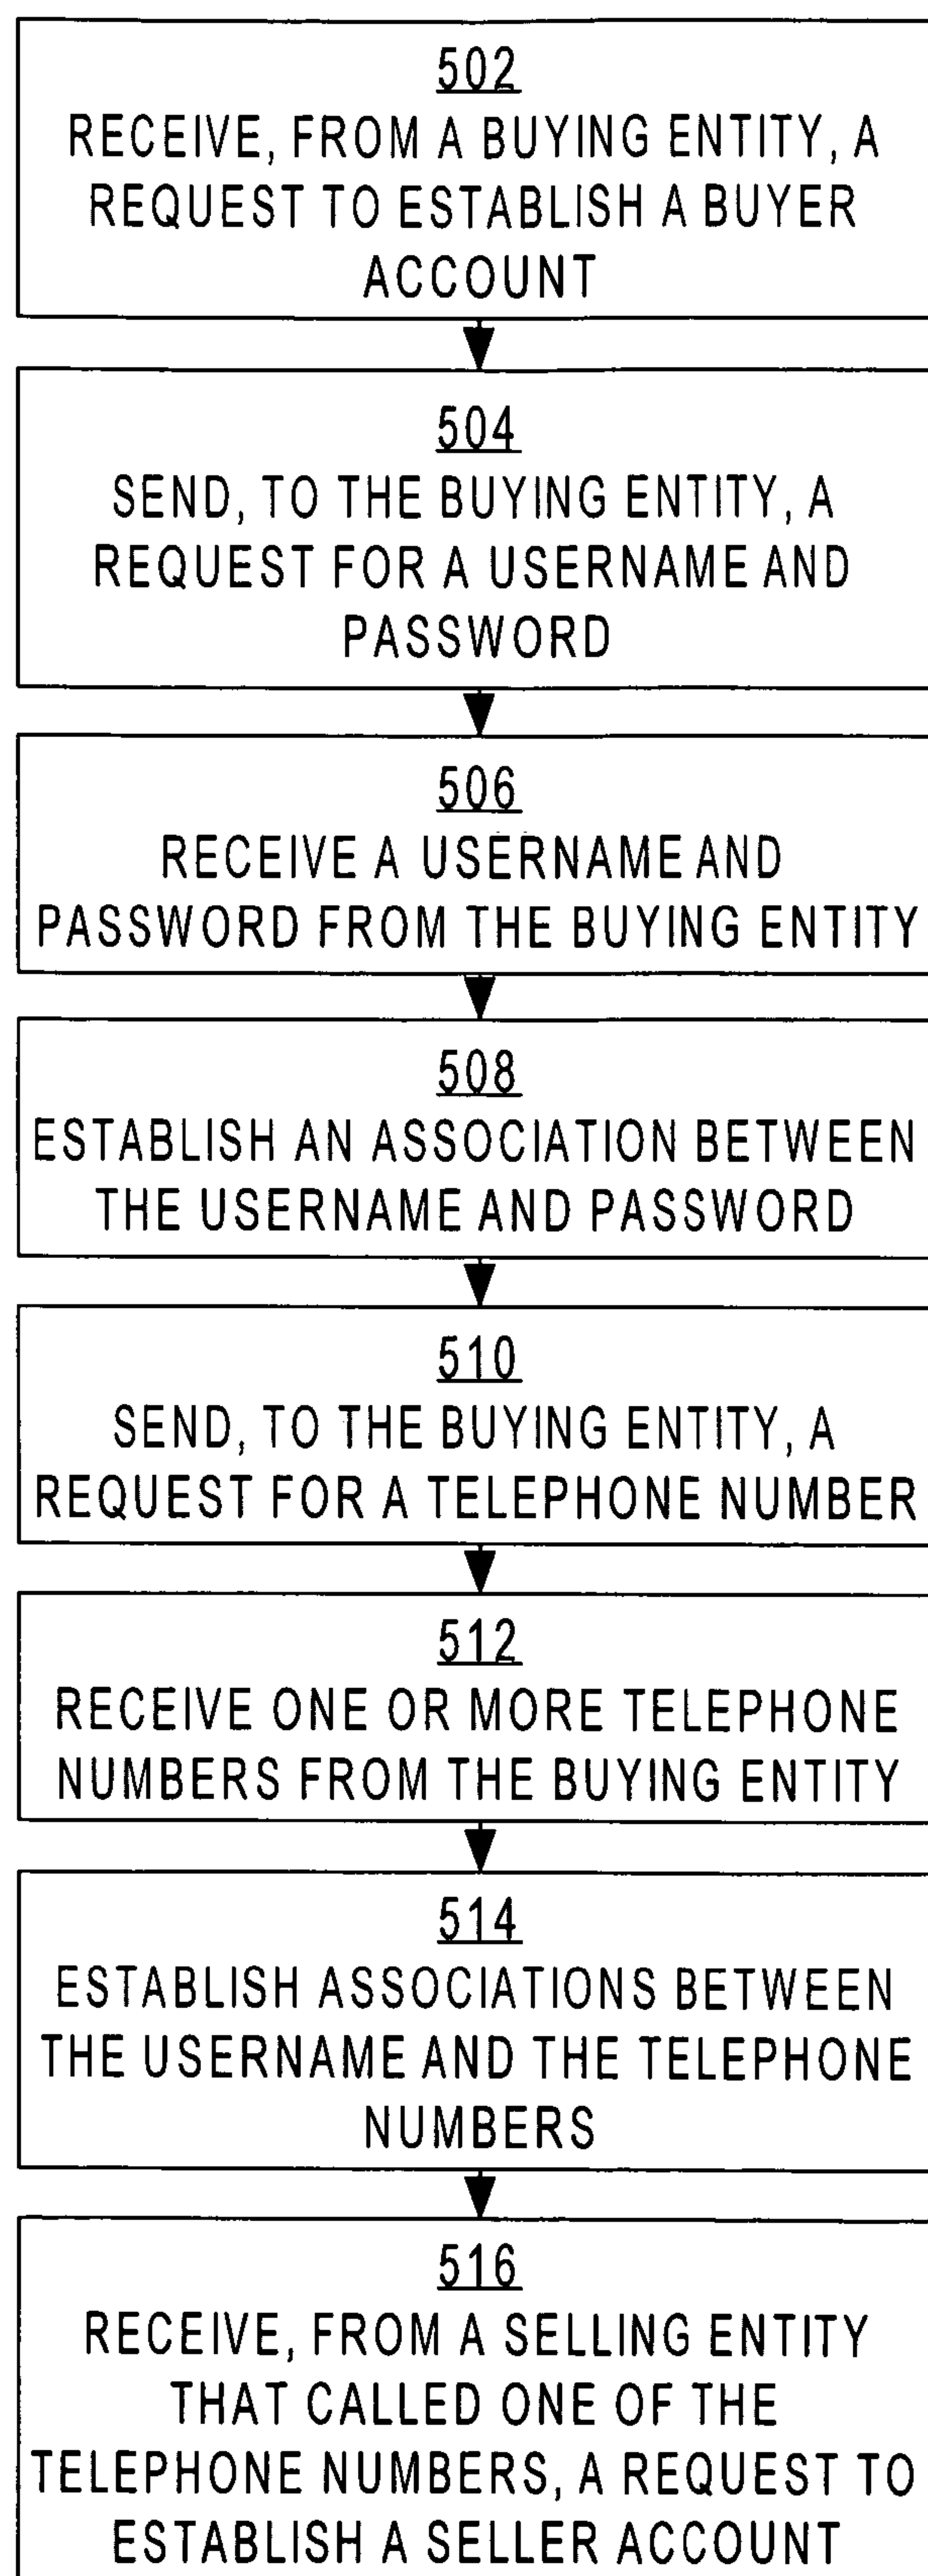 502
RECEIVE, FROM A BUYING ENTITY, A
REQUEST TO ESTABLISH A BUYER
ACCOUNT
504
SEND, TO THE BUYING ENTITY, A
REQUEST FOR A USERNAME AND
PASSWORD
506
RECEIVE A USERNAME AND
PASSWORD FROM THE BUYING ENTITY
508
ESTABLISH AN ASSOCIATION BETWEEN
THE USERNAME AND PASSWORD
510
SEND, TO THE BUYING ENTITY, A
REQUEST FOR A TELEPHONE NUMBER
512
RECEIVE ONE OR MORE TELEPHONE
NUMBERS FROM THE BUYING ENTITY
514
ESTABLISH ASSOCIATIONS BETWEEN
THE USERNAME AND THE TELEPHONE
NUMBERS
516
RECEIVE, FROM A SELLING ENTITY
THAT CALLED ONE OF THE
TELEPHONE NUMBERS, A REQUEST TO
ESTABLISH A SELLER ACCOUNT